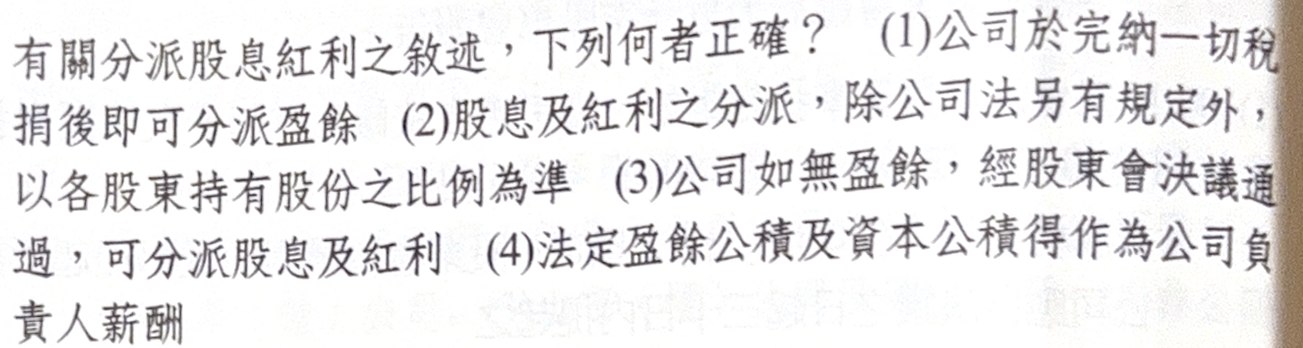 有關分派股息紅利之敘述，下列何者正確？　(1)公司於完納一切稅
捐後即可分派盈餘　(2)股息及紅利之分派，除公司法另有規定外，
以各股東持有股份之比例為準　(3)公司如無盈餘，經股東會決議通
過，可分派股息及紅利　(4)法定盈餘公積及資本公積得作為公司負
責人薪酬